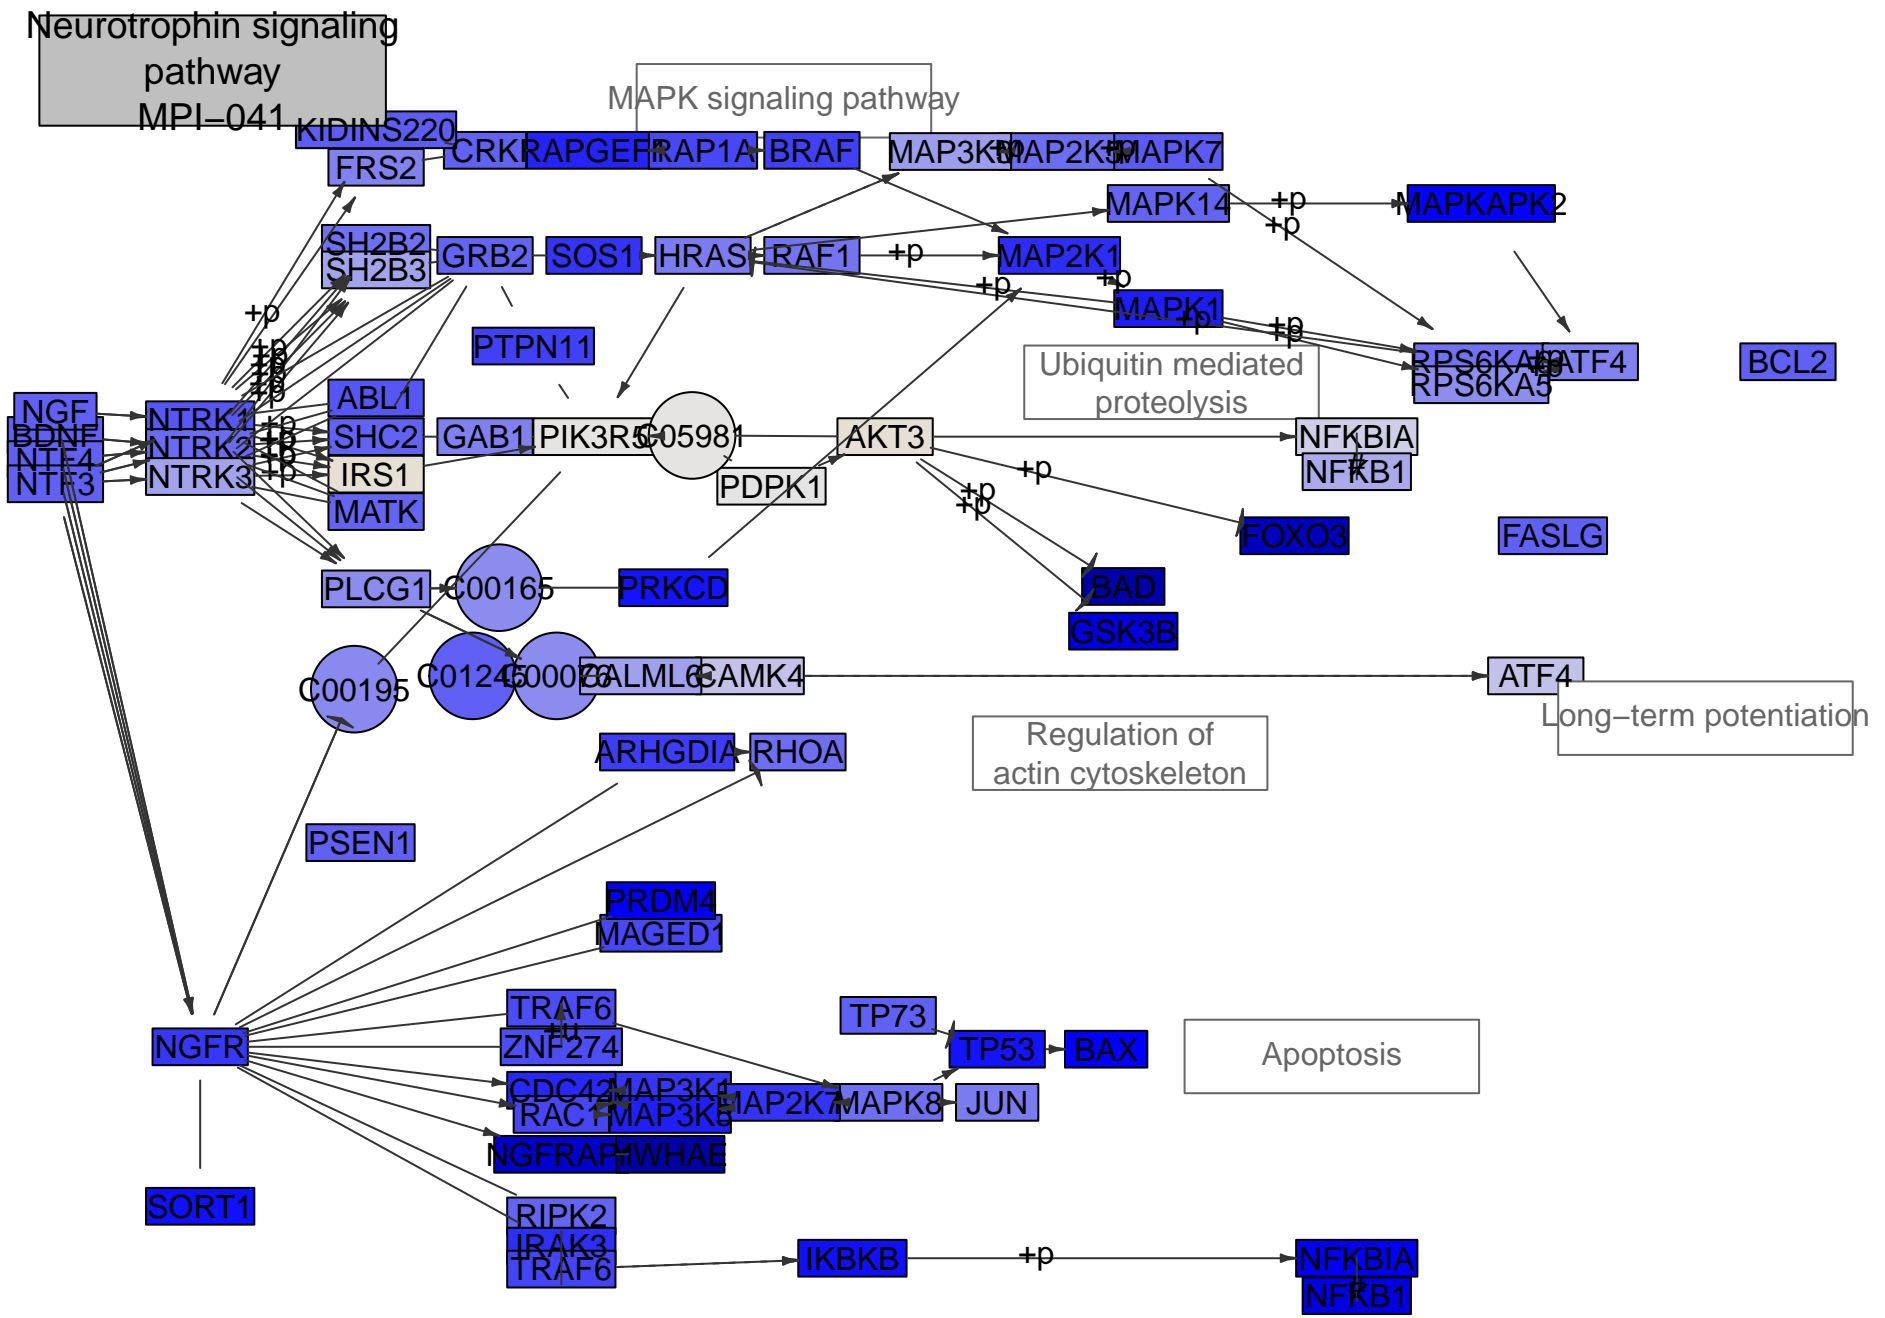 Neurotrophin signaling
pathway
MPI−041
MAPK signaling pathway
KIDINS220
FRS2
RAP1A
BRAF
MAP2K5
MAPK7
+p
MAPK14
+p
MAPKAPK2
+p
SH2B2
SH2B3
GRB2
SOS1
HRAS
RAF1
+p
MAP2K1
+p
+p
MAPK1
+p
+p
+p
+p
PTPN11
Ubiquitin mediated
proteolysis
RPS6KA5
ATF4
BCL2
+p
+p
+p
+p
+p
ABL1
NGF
BDNF
NTF4
NTF3
NTRK1
NTRK2
NTRK3
+p
+p
+p
+p
SHC2
IRS1
MATK
GAB1
PIK3R5
C05981
PDPK1
AKT3
NFKBIA
NFKB1
+p
+p
+p
FOXO3
FASLG
PLCG1
C00165
PRKCD
BAD
GSK3B
C00195
C01245
C00076
CALML6
CAMK4
ATF4
Long−term potentiation
Regulation of
actin cytoskeleton
ARHGDIA
RHOA
PSEN1
PRDM4
MAGED1
TRAF6
+u
ZNF274
TP73
NGFR
TP53
BAX
Apoptosis
CDC42
MAP3K1
RAC1
MAP3K5
MAP2K7
MAPK8
JUN
NGFRAP1
SORT1
RIPK2
IRAK3
TRAF6
IKBKB
+p
NFKBIA
NFKB1